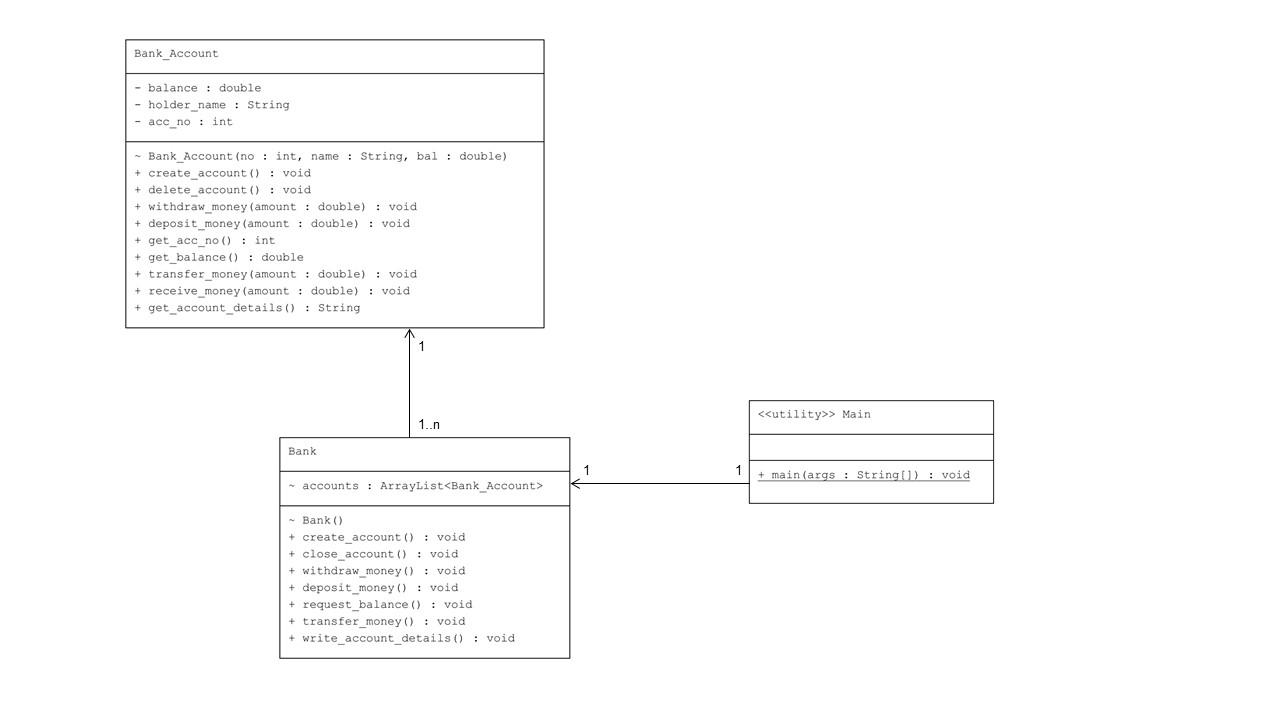 Bank_Account
- balance : double
- holder_name : String
- acc_no : int
~ Bank_Account(no : int, name : String, bal : double)
+ create_account() : void
+ delete_account() : void
+ withdraw_money(amount : double) : void
+ deposit_money(amount : double) : void
+ get_acc_no() : int
+ get_balance() : double
+ transfer_money(amount : double) : void
+ receive_money(amount : double) : void
+ get_account_details() : String
1
1..n
Bank
~ accounts : ArrayList<Bank_Account>
~ Bank()
+ create_account() : void
+ close_account() : void
+ withdraw_money() : void
+ deposit_money() : void
+ request_balance() : void
+ transfer_money() : void
+ write_account_details() : void
1
1
<<utility>> Main
+ main(args : String[]) : void